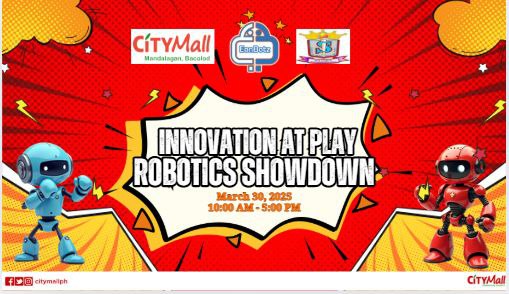 CITYMALL
Mandalagan, Bacolod
EanBotz
INNOVATION AT PLAY
ROBOTICS SHOWDOWN
March 30, 2025
10:00 AM - 5:00 PM
citymallph
CITYMALL